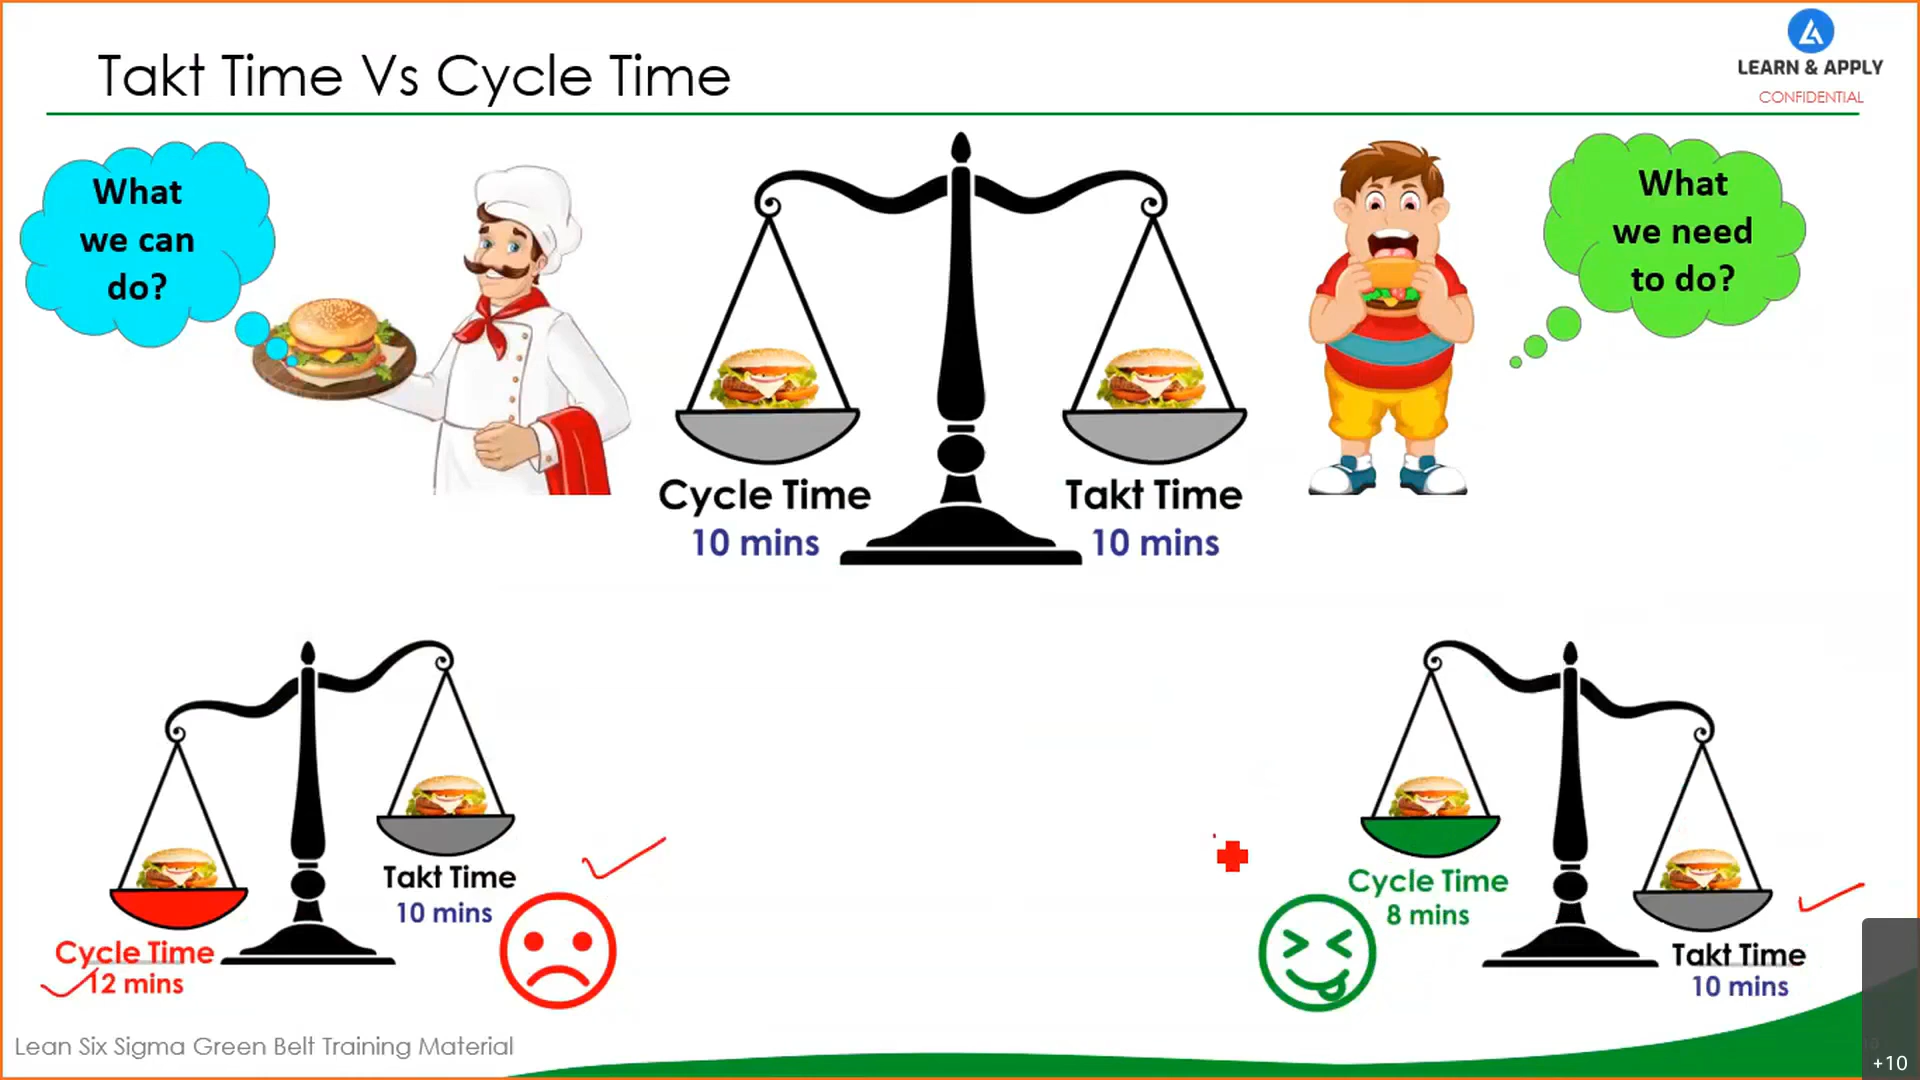 Takt Time Vs Cycle Time
LEARN & APPLY
CONFIDENTIAL
What
we can
do?
What
we need
to do?
Cycle Time
10 mins
Takt Time
10 mins
Takt Time
10 mins
Cycle Time
12 mins
Cycle Time
8 mins
Takt Time
10 mins
Lean Six Sigma Green Belt Training Material
+10